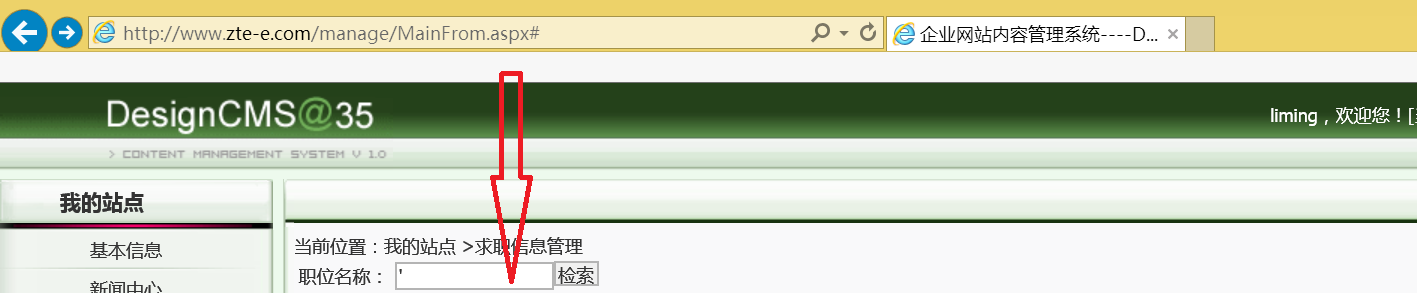 http://www.zte-e.com/manage/MainFrom.aspx#
企业网站内容管理系统----D...
DesignCMS@35
> CONTENT MANAGEMENT SYSTEM V 1.0
liming，欢迎您！[
我的站点
基本信息
新闻中心
当前位置：我的站点 >求职信息管理
职位名称： ' 检索